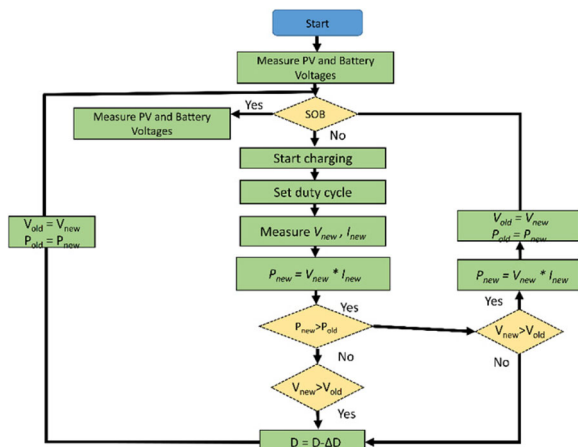 Start
Measure PV and Battery
Voltages
SOB
Yes
Measure PV and Battery
Voltages
No
Start charging
Set duty cycle
Measure Vnew , Inew
Pnew = Vnew * Inew
Pnew>Pold
Yes
No
Vnew>Vold
Yes
D = D-ΔD
Vold = Vnew
Pold = Pnew
Vold = Vnew
Pold = Pnew
Pnew = Vnew * Inew
Yes
Vnew>Vold
No